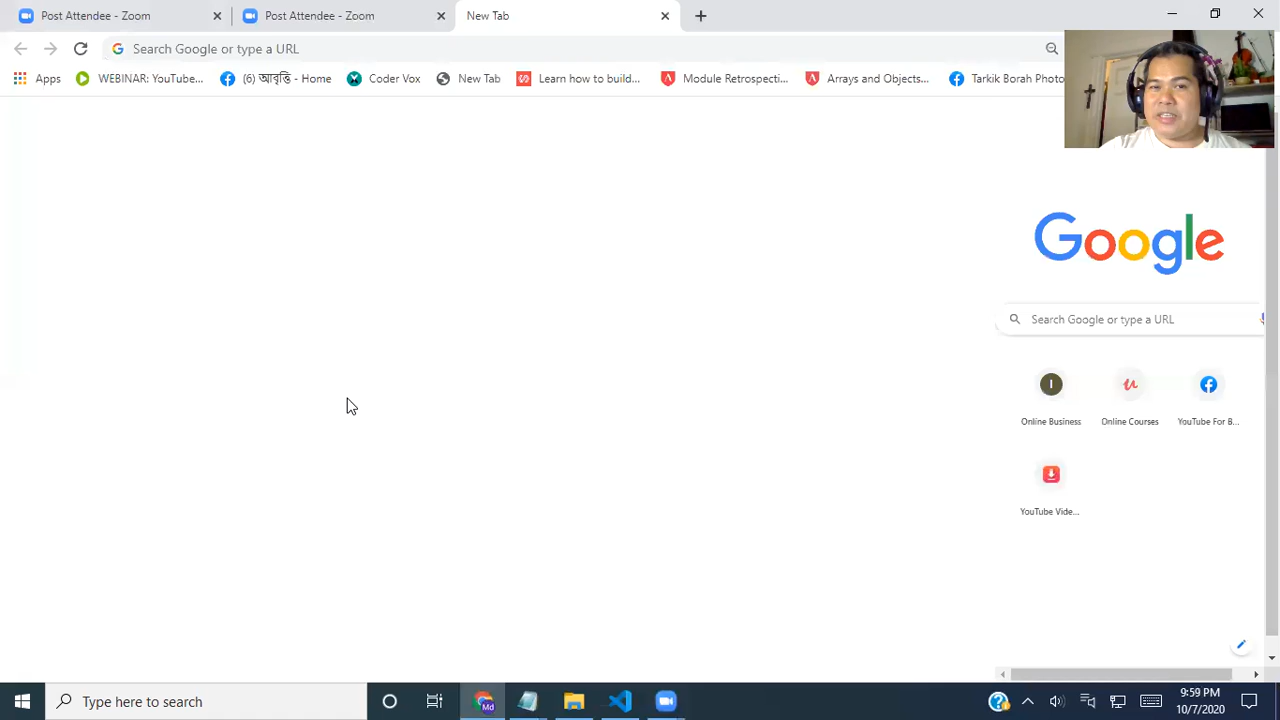 Post Attendee - Zoom
Post Attendee - Zoom
New Tab
Search Google or type a URL
Apps
WEBINAR: YouTube...
(6) আবৃত্তি - Home
Coder Vox
New Tab
Learn how to build...
Module Retrospecti...
Arrays and Objects...
Tarkik Borah Photo
Google
Search Google or type a URL
I
Online Business
Online Courses
YouTube For B...
YouTube Vide...
Type here to search
Md
9:59 PM
10/7/2020